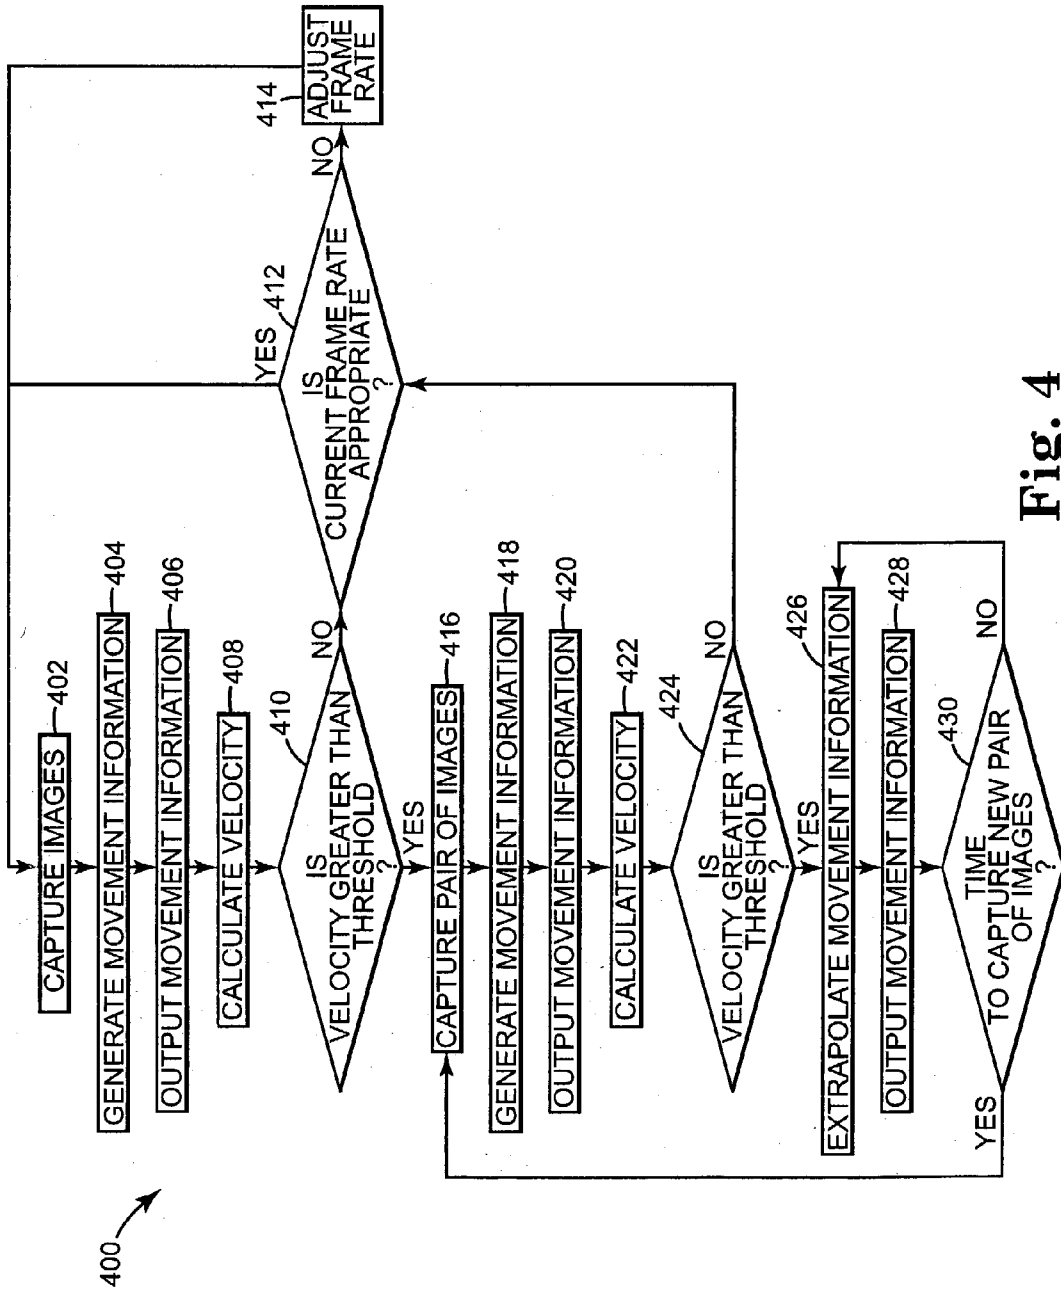 400
CAPTURE IMAGES
402
GENERATE MOVEMENT INFORMATION
404
OUTPUT MOVEMENT INFORMATION
406
CALCULATE VELOCITY
408
410
IS
VELOCITY GREATER THAN
THRESHOLD
?
NO
YES
412
IS
CURRENT FRAME RATE
APPROPRIATE
?
YES
NO
414
ADJUST
FRAME
RATE
CAPTURE PAIR OF IMAGES
416
GENERATE MOVEMENT INFORMATION
418
OUTPUT MOVEMENT INFORMATION
420
CALCULATE VELOCITY
422
424
IS
VELOCITY GREATER THAN
THRESHOLD
?
NO
YES
426
EXTRAPOLATE MOVEMENT INFORMATION
OUTPUT MOVEMENT INFORMATION
428
430
TIME
TO CAPTURE NEW PAIR
OF IMAGES
?
YES
NO
Fig. 4